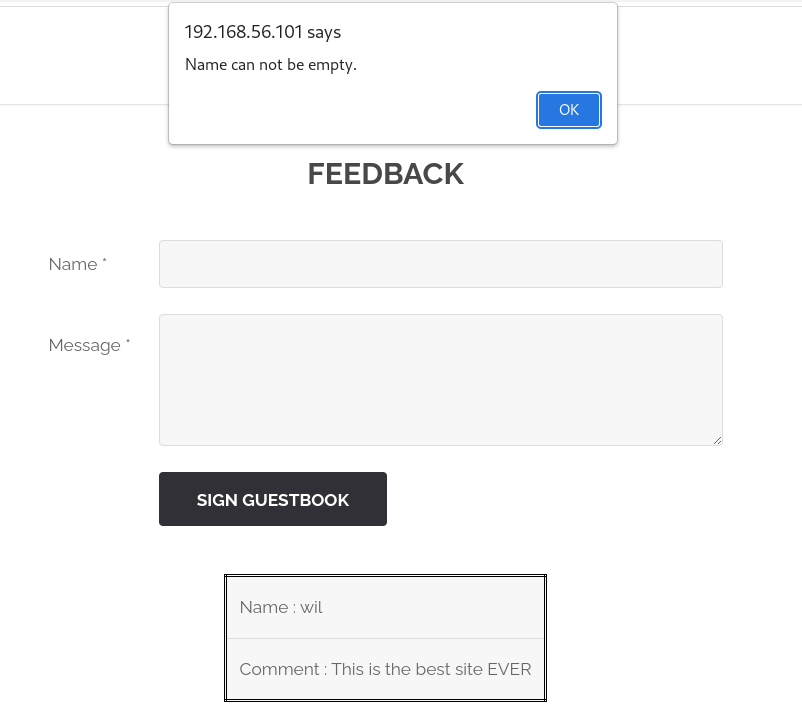 192.168.56.101 says
Name can not be empty.
OK
FEEDBACK
Name *
Message *
SIGN GUESTBOOK
Name : wil
Comment : This is the best site EVER